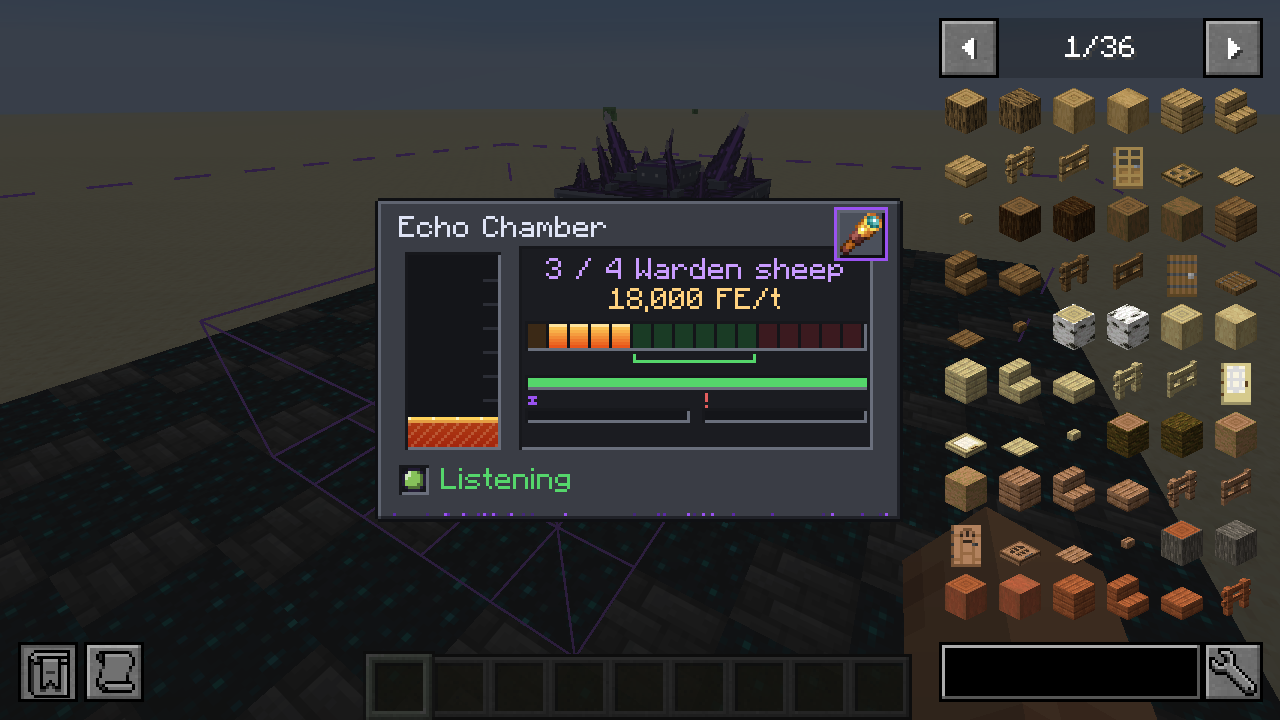 1/36
Echo Chamber
3 / 4 Warden sheep
18,000 FE/t
!
Listening